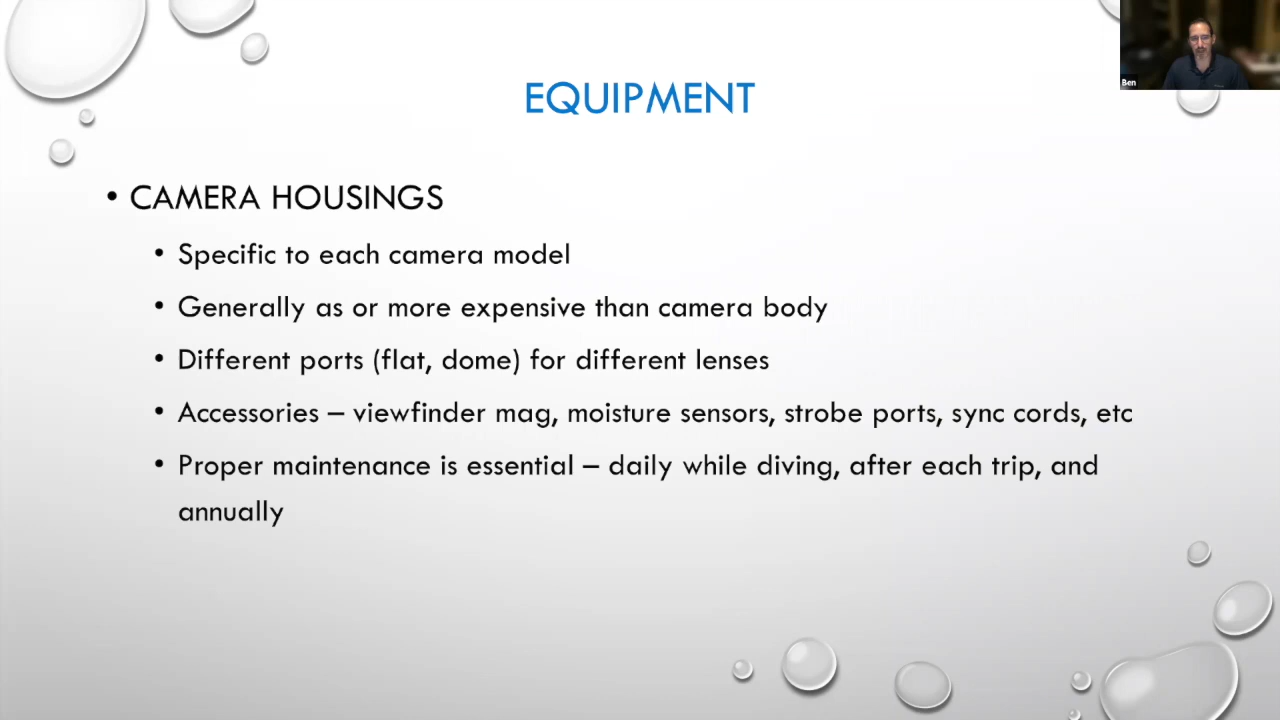 Ben
EQUIPMENT
• CAMERA HOUSINGS
• Specific to each camera model
• Generally as or more expensive than camera body
• Different ports (flat, dome) for different lenses
• Accessories – viewfinder mag, moisture sensors, strobe ports, sync cords, etc
• Proper maintenance is essential – daily while diving, after each trip, and
annually